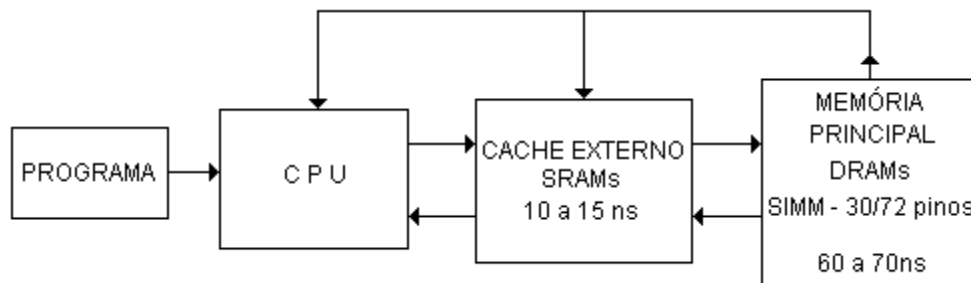 PROGRAMA
C P U
CACHE EXTERNO
SRAMs
10 a 15 ns
MEMÓRIA
PRINCIPAL
DRAMs
SIMM - 30/72 pinos
60 a 70ns